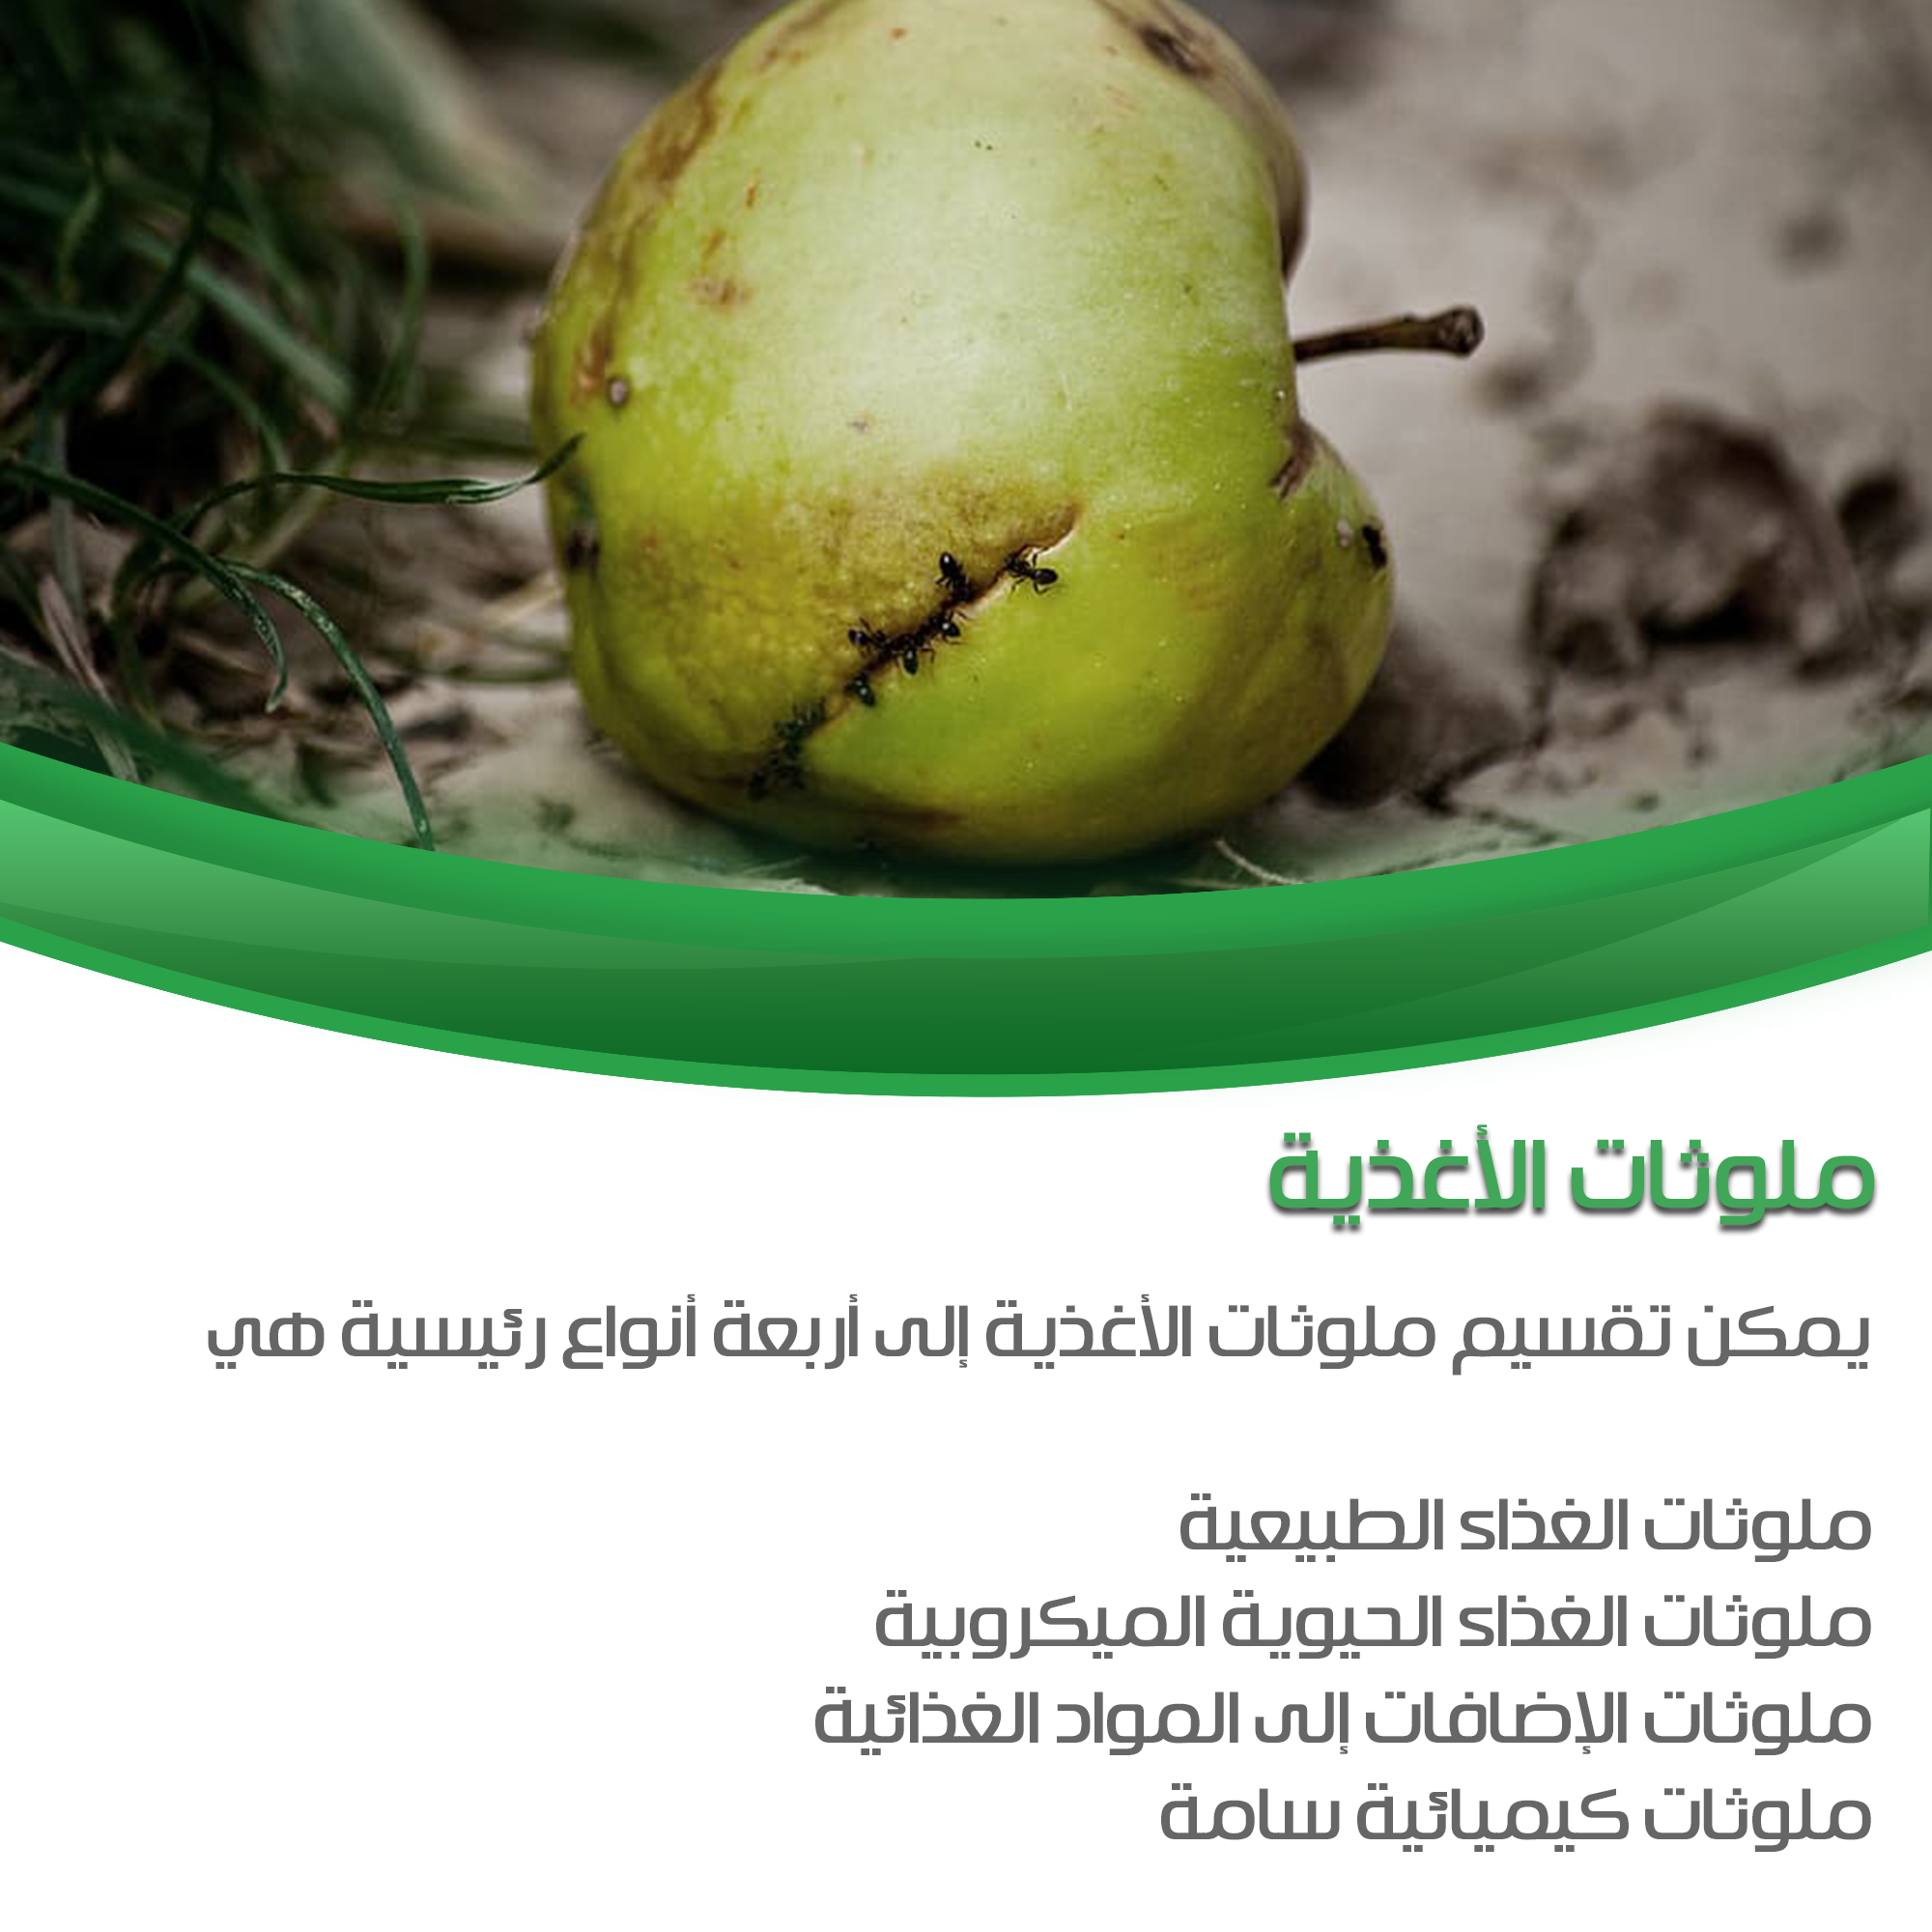 ملوثات الأغذية
يمكن تقسيم ملوثات الأغذية إلى أربعة أنواع رئيسية هي
ملوثات الغذاء الطبيعية
ملوثات الغذاء الحيوية الميكروبية
ملوثات الإضافات إلى المواد الغذائية
ملوثات كيميائية سامة